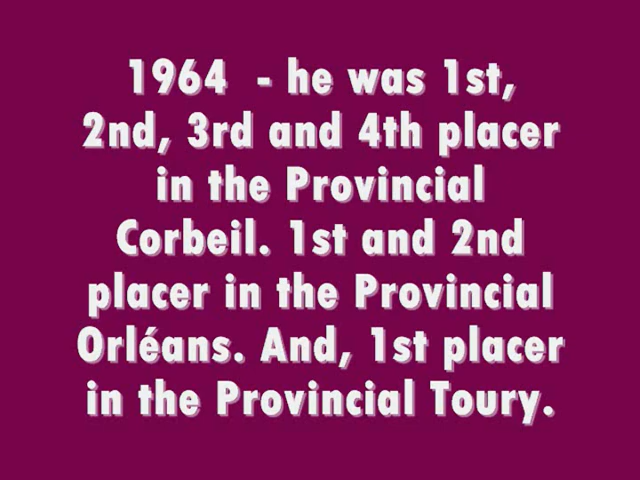 1964  - he was 1st,
2nd, 3rd and 4th placer
in the Provincial
Corbeil. 1st and 2nd
placer in the Provincial
Orléans. And, 1st placer
in the Provincial Toury.